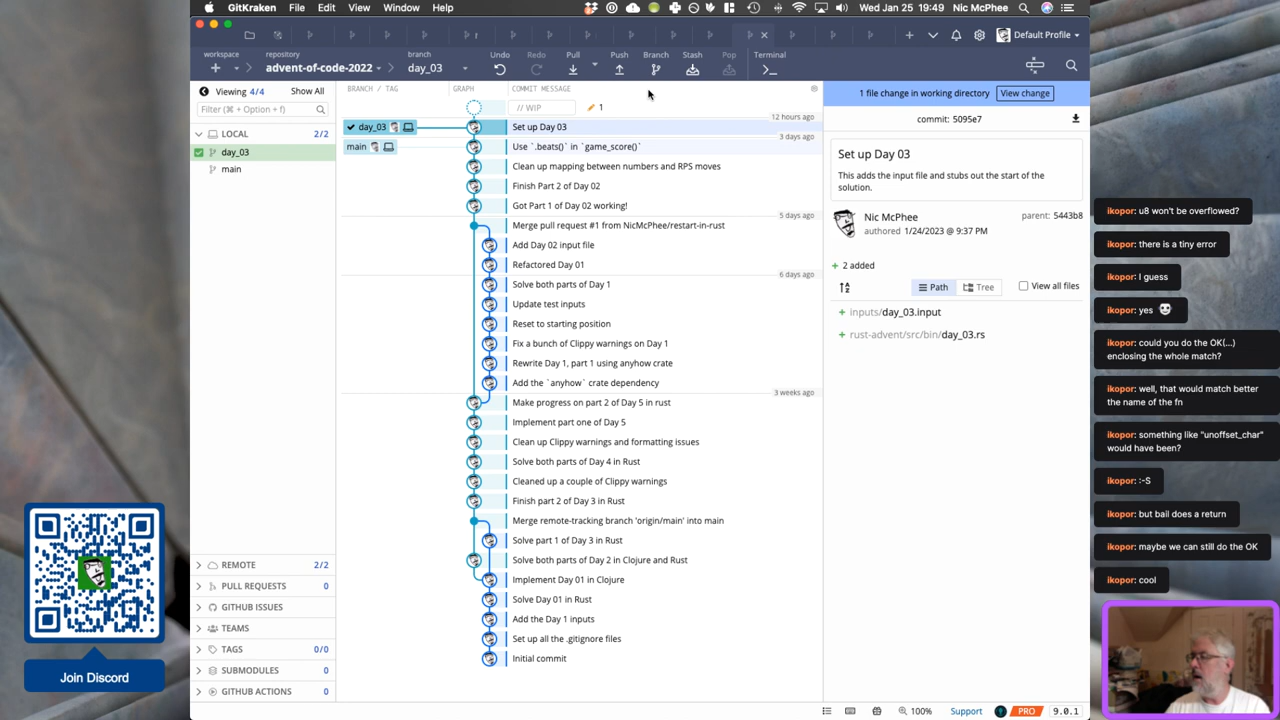 GitKraken File Edit View Window Help
Wed Jan 25 19:49 Nic McPhee
Default Profile
workspace
repository
advent-of-code-2022
branch
day_03
Undo
Redo
Pull
Push
Branch
Stash
Pop
Terminal
Viewing 4/4 Show All
Filter (⌘ + Option + f)
LOCAL 2/2
day_03
main
REMOTE 2/2
PULL REQUESTS 0
GITHUB ISSUES
TEAMS
TAGS 0/0
SUBMODULES 0
GITHUB ACTIONS 0
BRANCH / TAG GRAPH COMMIT MESSAGE
// WIP 1
12 hours ago
day_03 Set up Day 03
3 days ago
main Use `.beats()` in `game_score()`
Clean up mapping between numbers and RPS moves
Finish Part 2 of Day 02
Got Part 1 of Day 02 working!
5 days ago
Merge pull request #1 from NicMcPhee/restart-in-rust
Add Day 02 input file
Refactored Day 01
6 days ago
Solve both parts of Day 1
Update test inputs
Reset to starting position
Fix a bunch of Clippy warnings on Day 1
Rewrite Day 1, part 1 using anyhow crate
Add the `anyhow` crate dependency
3 weeks ago
Make progress on part 2 of Day 5 in rust
Implement part one of Day 5
Clean up Clippy warnings and formatting issues
Solve both parts of Day 4 in Rust
Cleaned up a couple of Clippy warnings
Finish part 2 of Day 3 in Rust
Merge remote-tracking branch 'origin/main' into main
Solve part 1 of Day 3 in Rust
Solve both parts of Day 2 in Clojure and Rust
Implement Day 01 in Clojure
Solve Day 01 in Rust
Add the Day 1 inputs
Set up all the .gitignore files
Initial commit
1 file change in working directory View change
commit: 5095e7
Set up Day 03
This adds the input file and stubs out the start of the
solution.
Nic McPhee
parent: 5443b8
authored 1/24/2023 @ 9:37 PM
+ 2 added
Path Tree View all files
+ inputs/day_03.input
+ rust-advent/src/bin/day_03.rs
100% Support PRO 9.0.1
ikopor: u8 won't be overflowed?
ikopor: there is a tiny error
ikopor: I guess
ikopor: yes
ikopor: could you do the OK(...)
enclosing the whole match?
ikopor: well, that would match better
the name of the fn
ikopor: something like "unoffset_char"
would have been?
ikopor: :-S
ikopor: but bail does a return
ikopor: maybe we can still do the OK
ikopor: cool
Join Discord